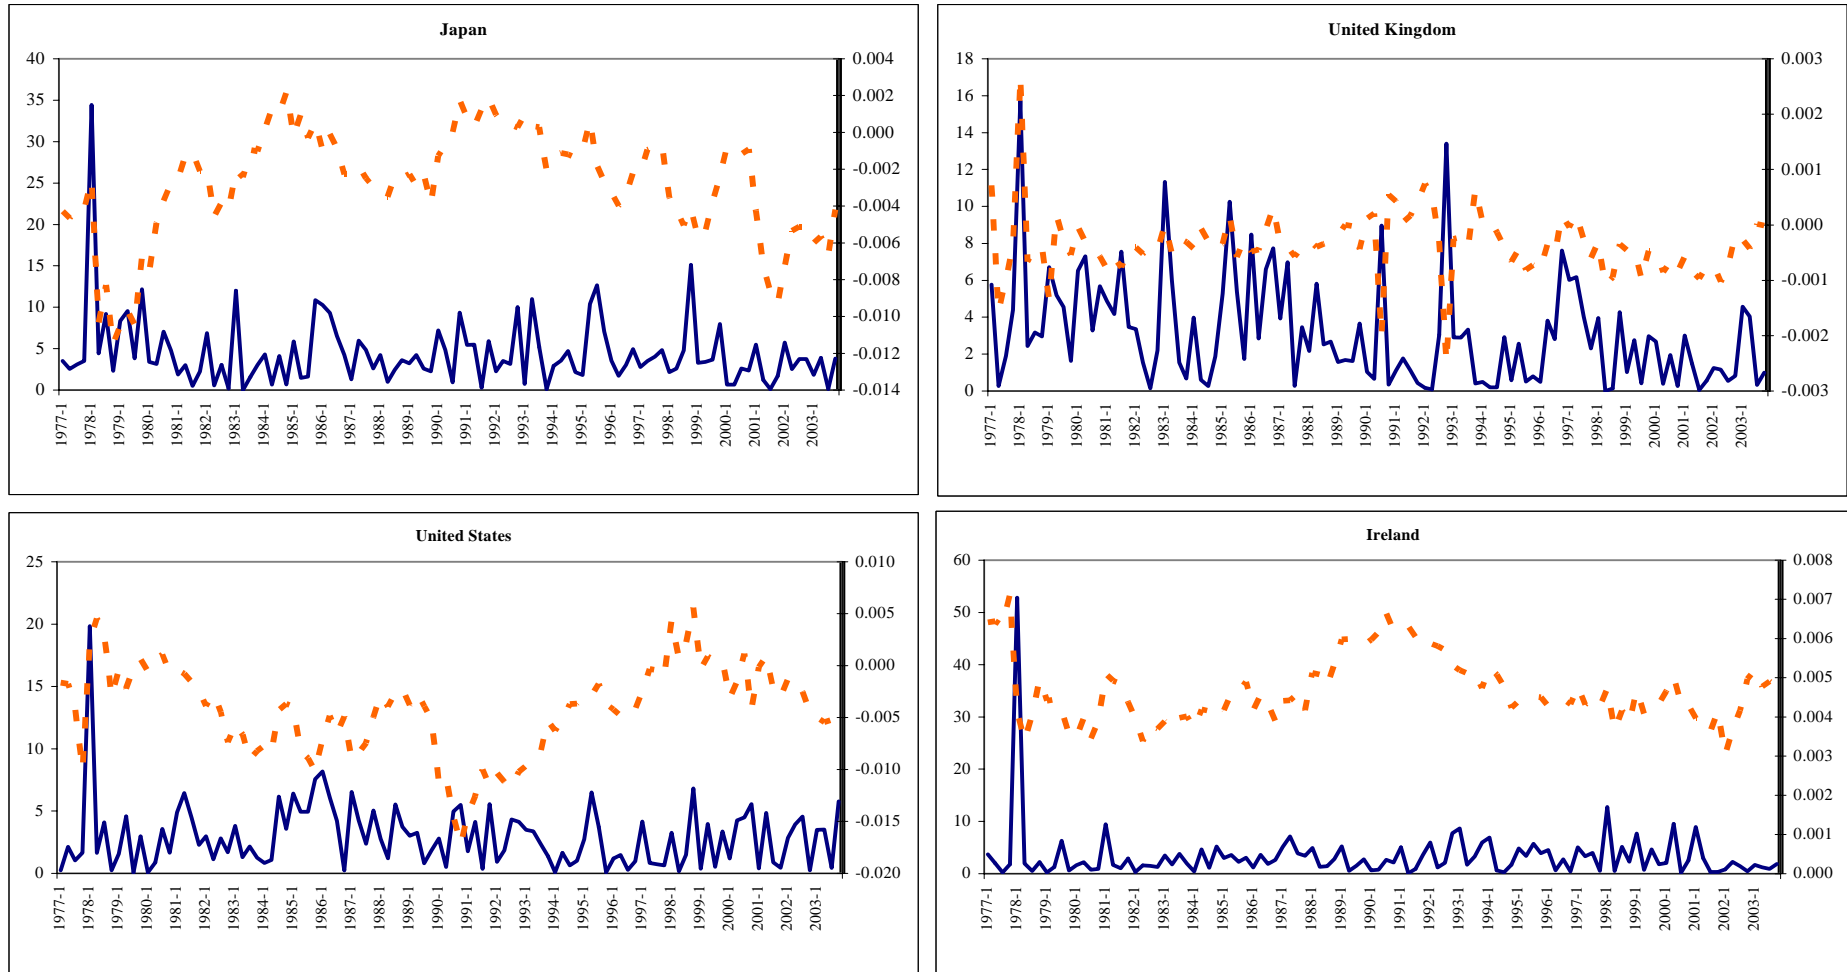 Japan
40 35 30 25 20 15 10 5 0
0.004 0.002 0.000 -0.002 -0.004 -0.006 -0.008 -0.010 -0.012 -0.014
1977-1 1978-1 1979-1 1980-1 1981-1 1982-1 1983-1 1984-1 1985-1 1986-1 1987-1 1988-1 1989-1 1990-1 1991-1 1992-1 1993-1 1994-1 1995-1 1996-1 1997-1 1998-1 1999-1 2000-1 2001-1 2002-1 2003-1
United Kingdom
18 16 14 12 10 8 6 4 2 0
0.003 0.002 0.001 0.000 -0.001 -0.002 -0.003
1977-1 1978-1 1979-1 1980-1 1981-1 1982-1 1983-1 1984-1 1985-1 1986-1 1987-1 1988-1 1989-1 1990-1 1991-1 1992-1 1993-1 1994-1 1995-1 1996-1 1997-1 1998-1 1999-1 2000-1 2001-1 2002-1 2003-1
United States
25 20 15 10 5 0
0.010 0.005 0.000 -0.005 -0.010 -0.015 -0.020
1977-1 1978-1 1979-1 1980-1 1981-1 1982-1 1983-1 1984-1 1985-1 1986-1 1987-1 1988-1 1989-1 1990-1 1991-1 1992-1 1993-1 1994-1 1995-1 1996-1 1997-1 1998-1 1999-1 2000-1 2001-1 2002-1 2003-1
Ireland
60 50 40 30 20 10 0
0.008 0.007 0.006 0.005 0.004 0.003 0.002 0.001 0.000
1977-1 1978-1 1979-1 1980-1 1981-1 1982-1 1983-1 1984-1 1985-1 1986-1 1987-1 1988-1 1989-1 1990-1 1991-1 1992-1 1993-1 1994-1 1995-1 1996-1 1997-1 1998-1 1999-1 2000-1 2001-1 2002-1 2003-1